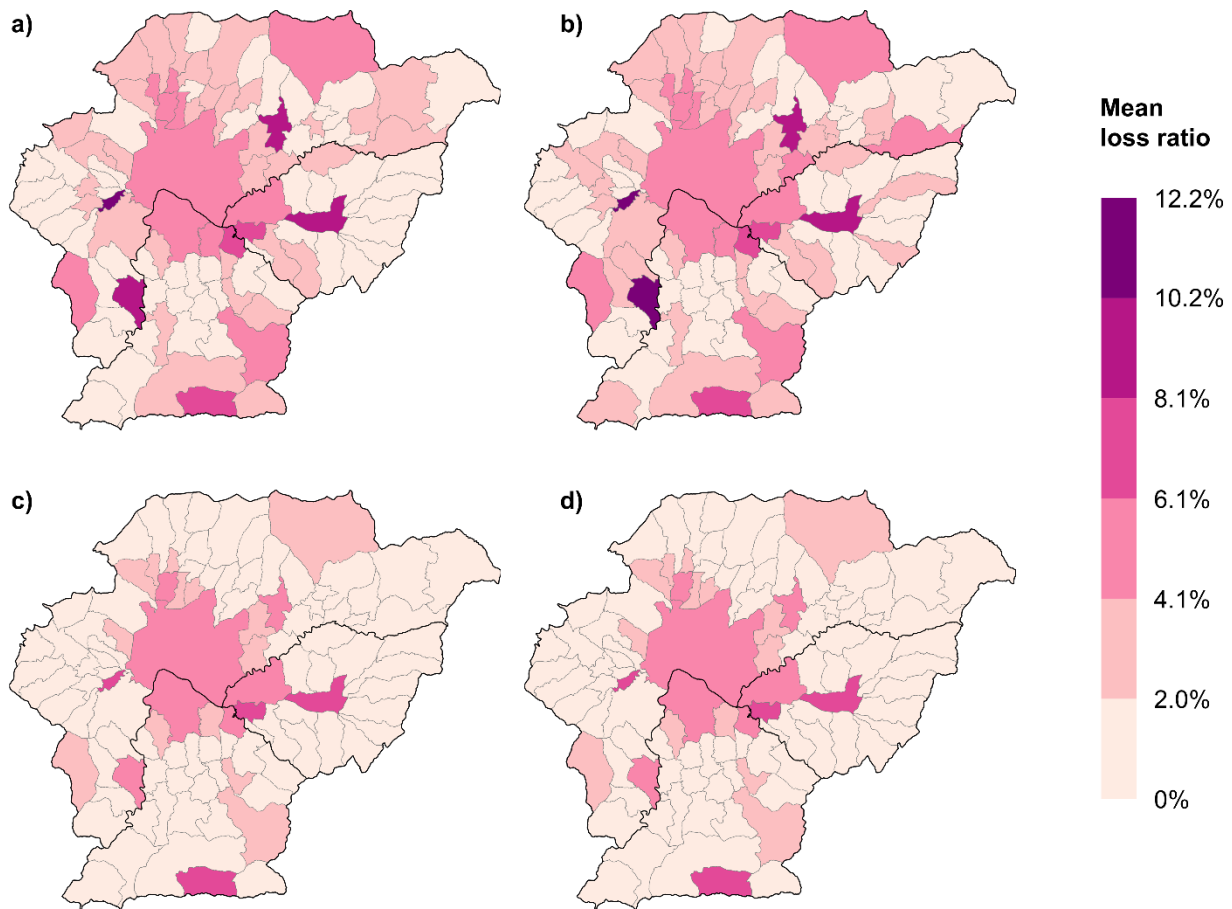 a)
b)
Mean
loss ratio
12.2%
10.2%
8.1%
6.1%
4.1%
2.0%
0%
c)
d)